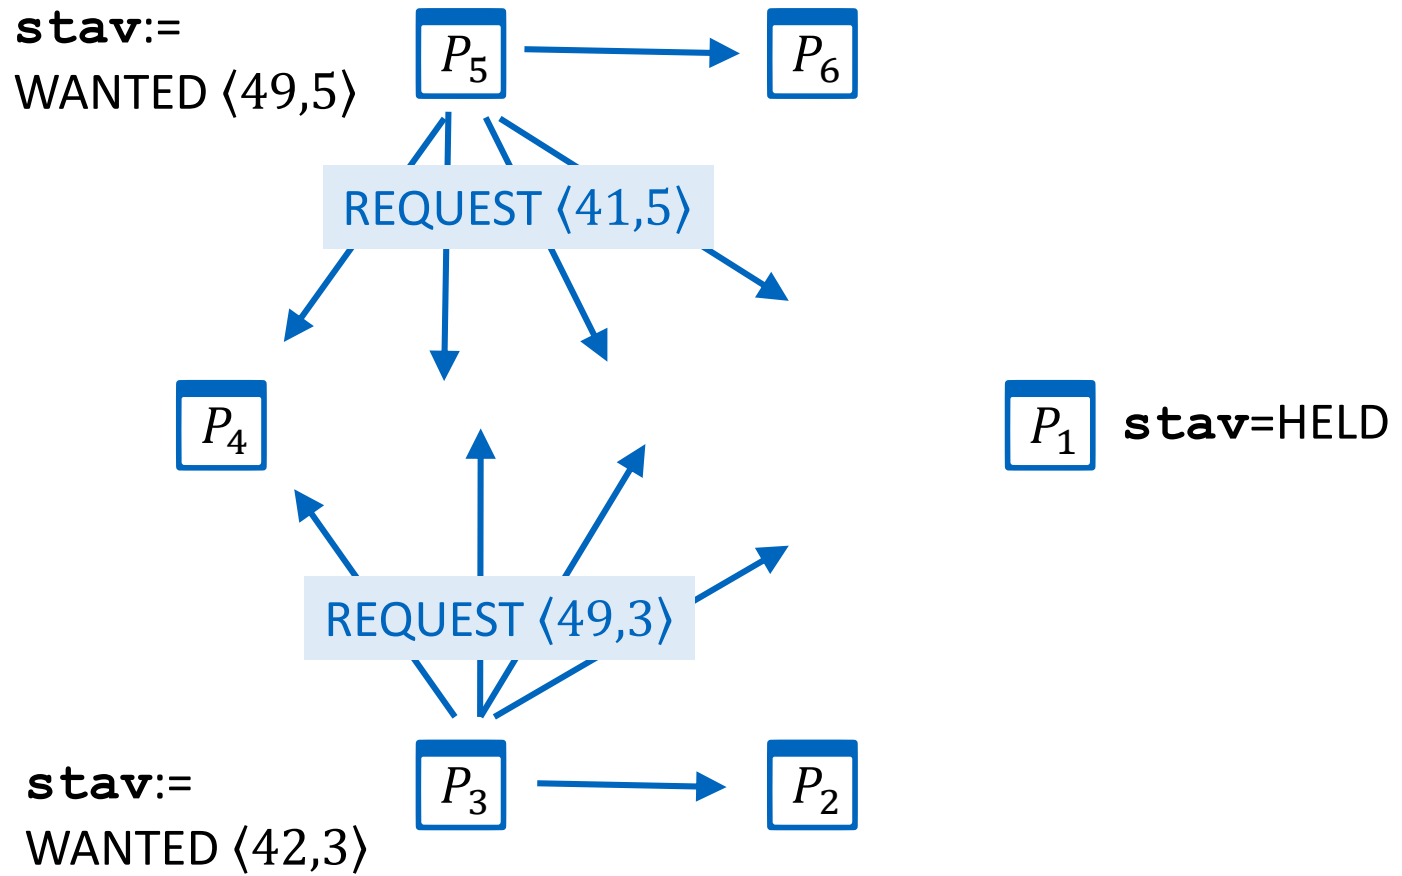 stav:=
WANTED ⟨49,5⟩
P₅
P₆
REQUEST ⟨41,5⟩
P₄
P₁
stav=HELD
REQUEST ⟨49,3⟩
stav:=
WANTED ⟨42,3⟩
P₃
P₂